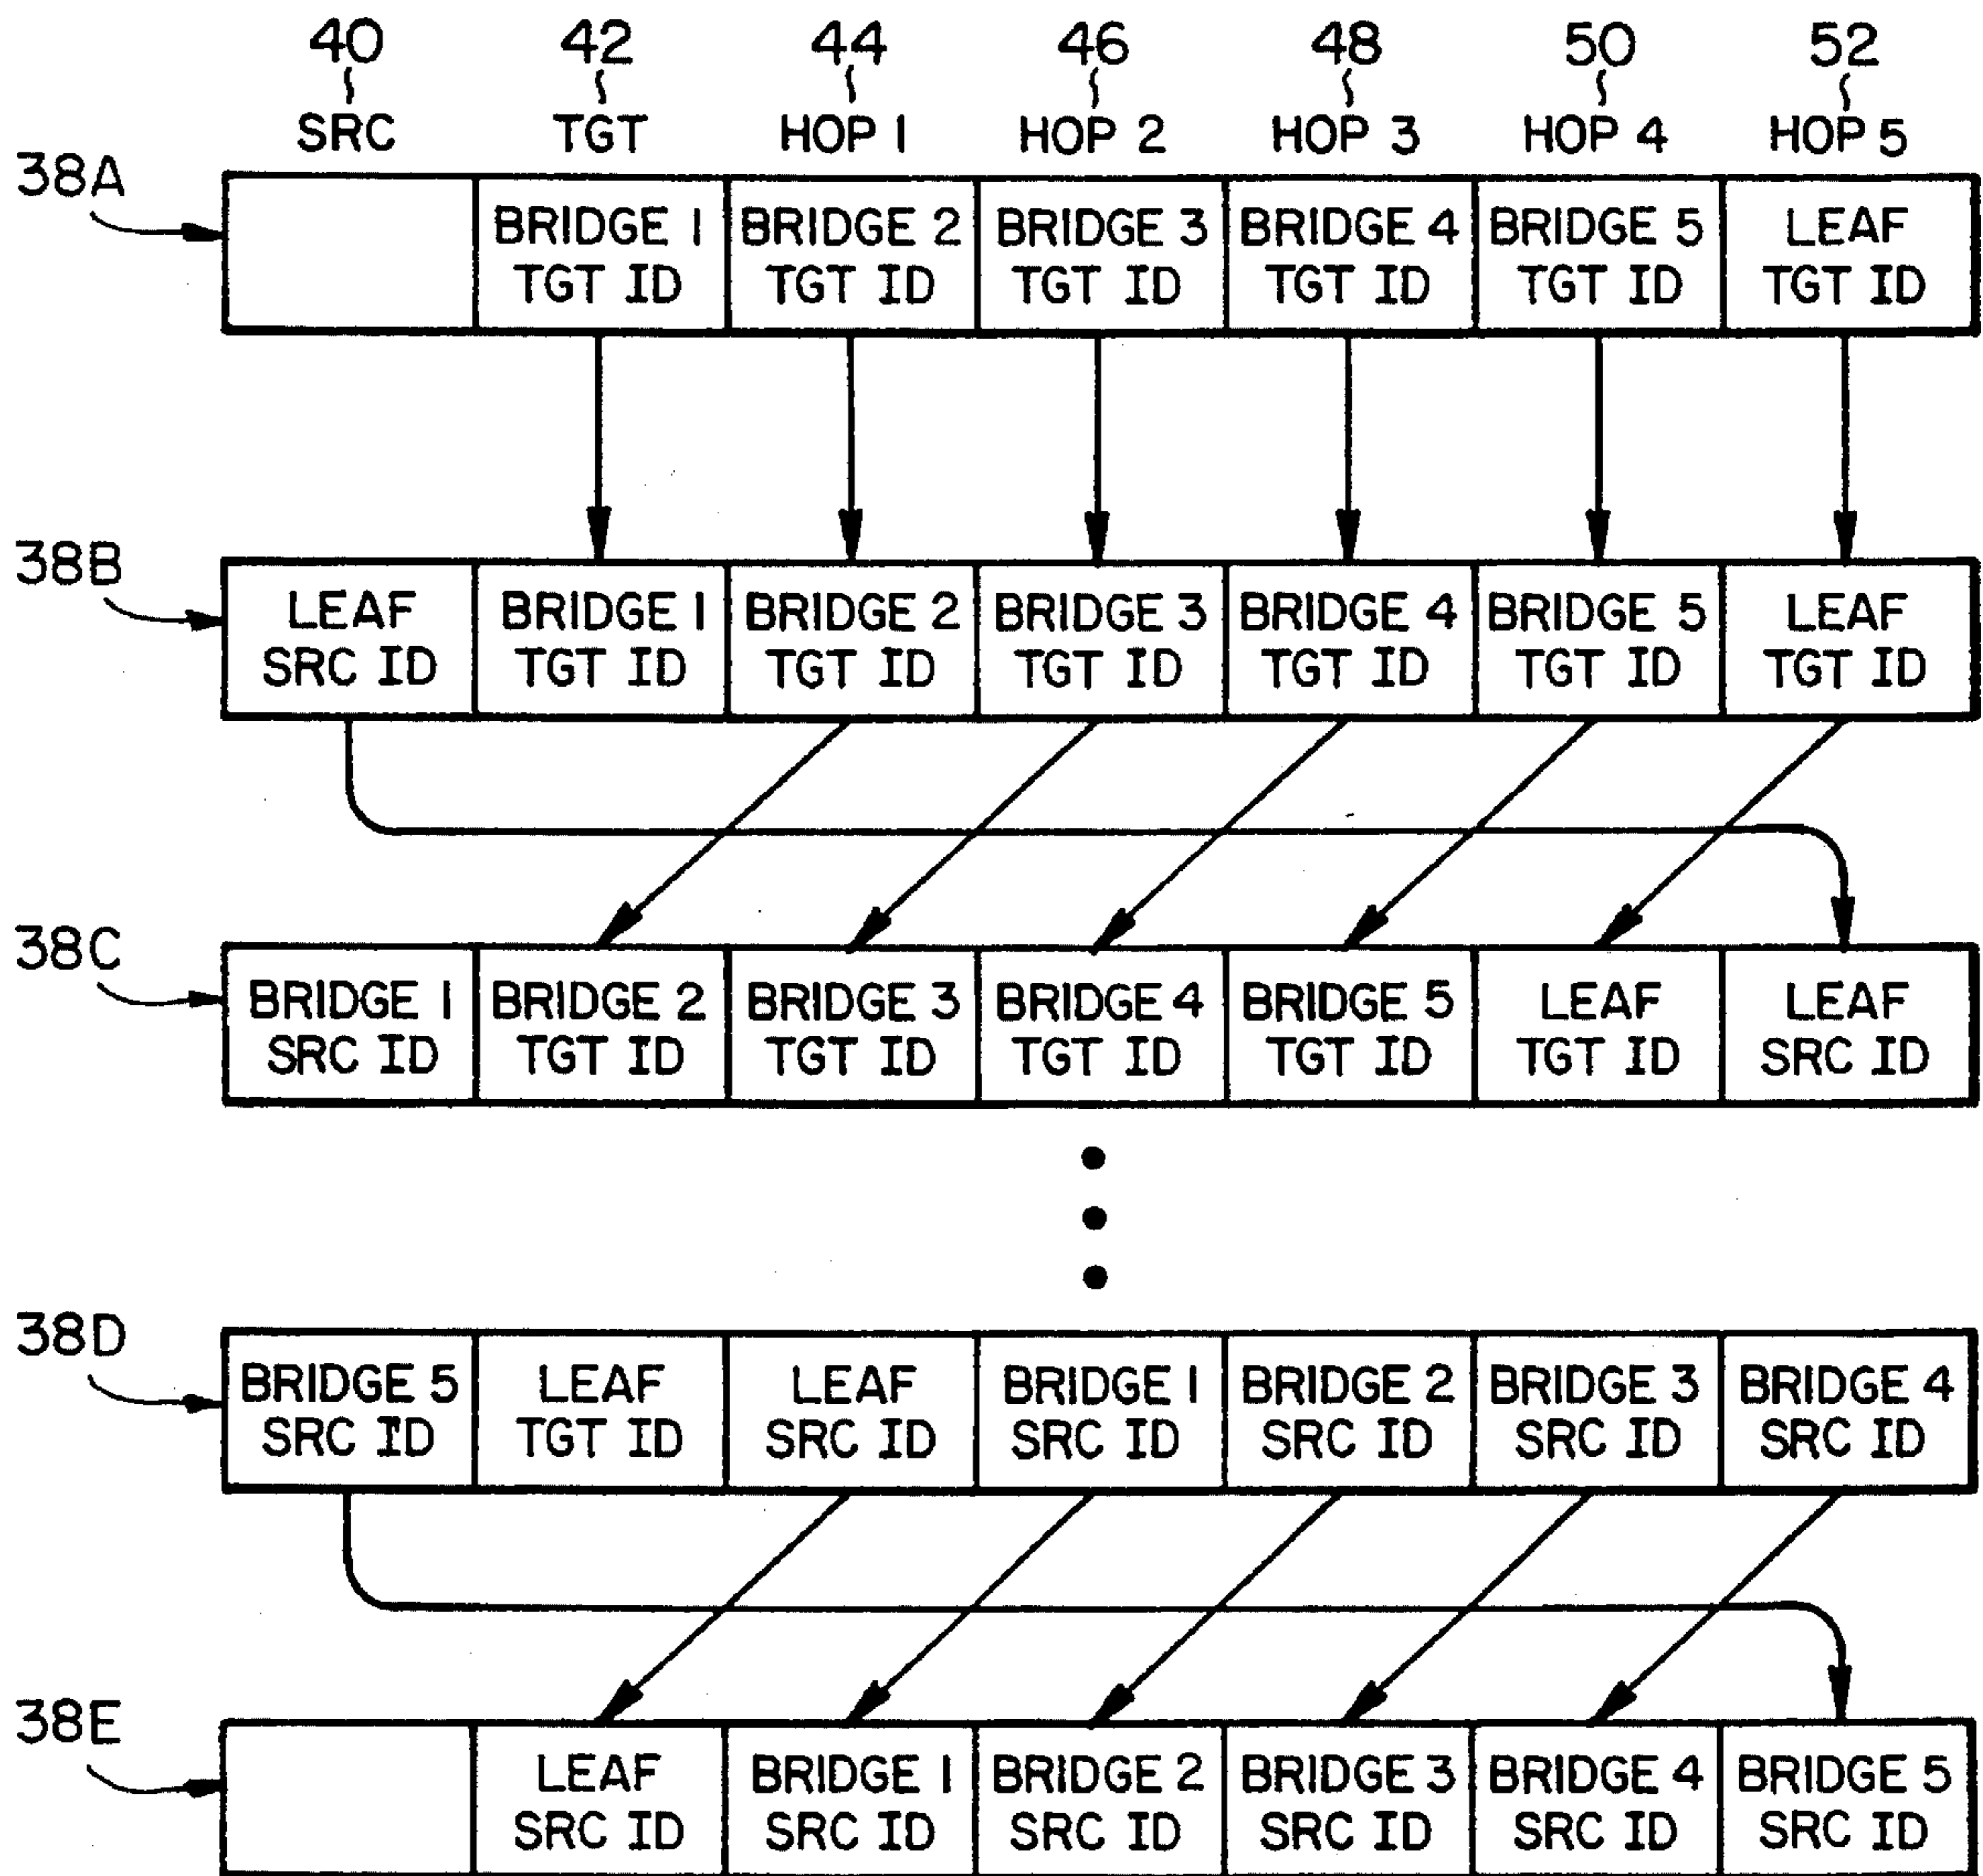 40 42 44 46 48 50 52
SRC TGT HOP 1 HOP 2 HOP 3 HOP 4 HOP 5
38A
BRIDGE 1 BRIDGE 2 BRIDGE 3 BRIDGE 4 BRIDGE 5 LEAF
TGT ID TGT ID TGT ID TGT ID TGT ID TGT ID
38B
LEAF BRIDGE 1 BRIDGE 2 BRIDGE 3 BRIDGE 4 BRIDGE 5 LEAF
SRC ID TGT ID TGT ID TGT ID TGT ID TGT ID TGT ID
38C
BRIDGE 1 BRIDGE 2 BRIDGE 3 BRIDGE 4 BRIDGE 5 LEAF LEAF
SRC ID TGT ID TGT ID TGT ID TGT ID TGT ID SRC ID
38D
BRIDGE 5 LEAF LEAF BRIDGE 1 BRIDGE 2 BRIDGE 3 BRIDGE 4
SRC ID TGT ID SRC ID SRC ID SRC ID SRC ID SRC ID
38E
LEAF BRIDGE 1 BRIDGE 2 BRIDGE 3 BRIDGE 4 BRIDGE 5
SRC ID SRC ID SRC ID SRC ID SRC ID SRC ID